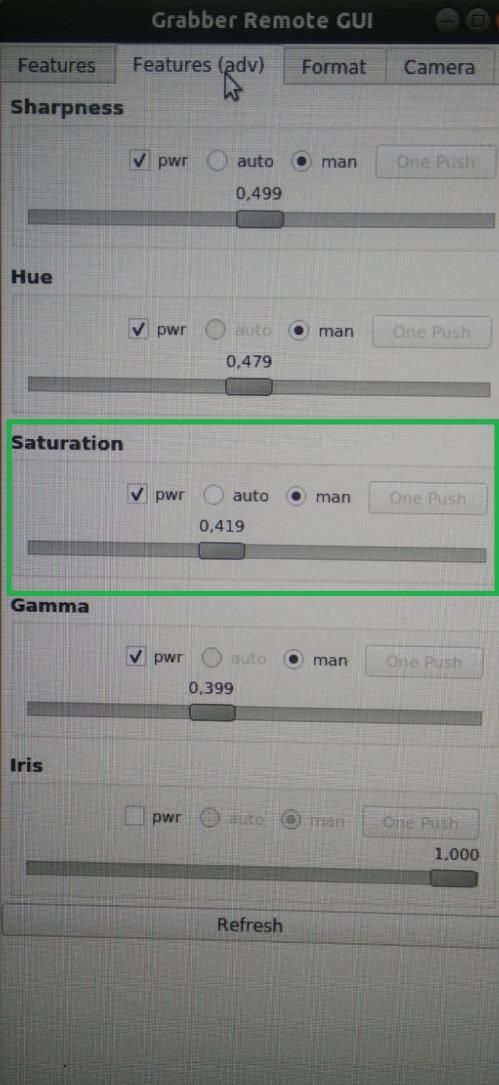 Grabber Remote GUI
Features Features (adv) Format Camera
Sharpness
pwr auto man One Push
0,499
Hue
pwr auto man One Push
0,479
Saturation
pwr auto man One Push
0,419
Gamma
pwr auto man One Push
0,399
Iris
pwr auto man One Push
1,000
Refresh